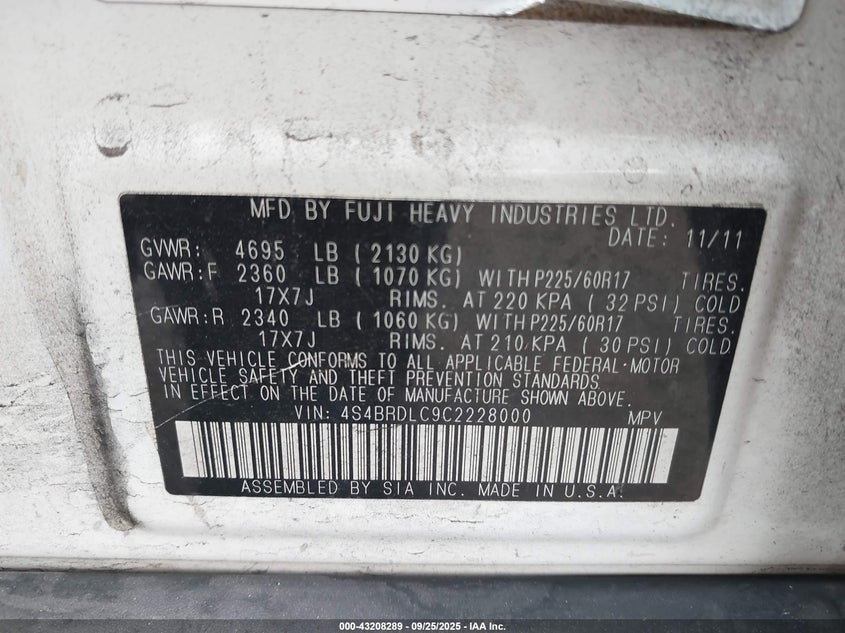 MFD BY FUJI HEAVY INDUSTRIES LTD.
DATE: 11/11
GVWR: 4695 LB ( 2130 KG)
GAWR:F 2360 LB ( 1070 KG) WITH P225/60R17 TIRES.
17X7J RIMS. AT 220 KPA ( 32 PSI) COLD
GAWR:R 2340 LB ( 1060 KG) WITH P225/60R17 TIRES.
17X7J RIMS. AT 210 KPA ( 30 PSI) COLD
THIS VEHICLE CONFORMS TO ALL APPLICABLE FEDERAL-MOTOR
VEHICLE SAFETY AND THEFT PREVENTION STANDARDS
IN EFFECT ON THE DATE OF MANUFACTURE SHOWN ABOVE.
VIN: 4S4BRDLC9C2228000 MPV
ASSEMBLED BY SIA INC. MADE IN U.S.A.
000-43208289 - 09/25/2025 - IAA Inc.